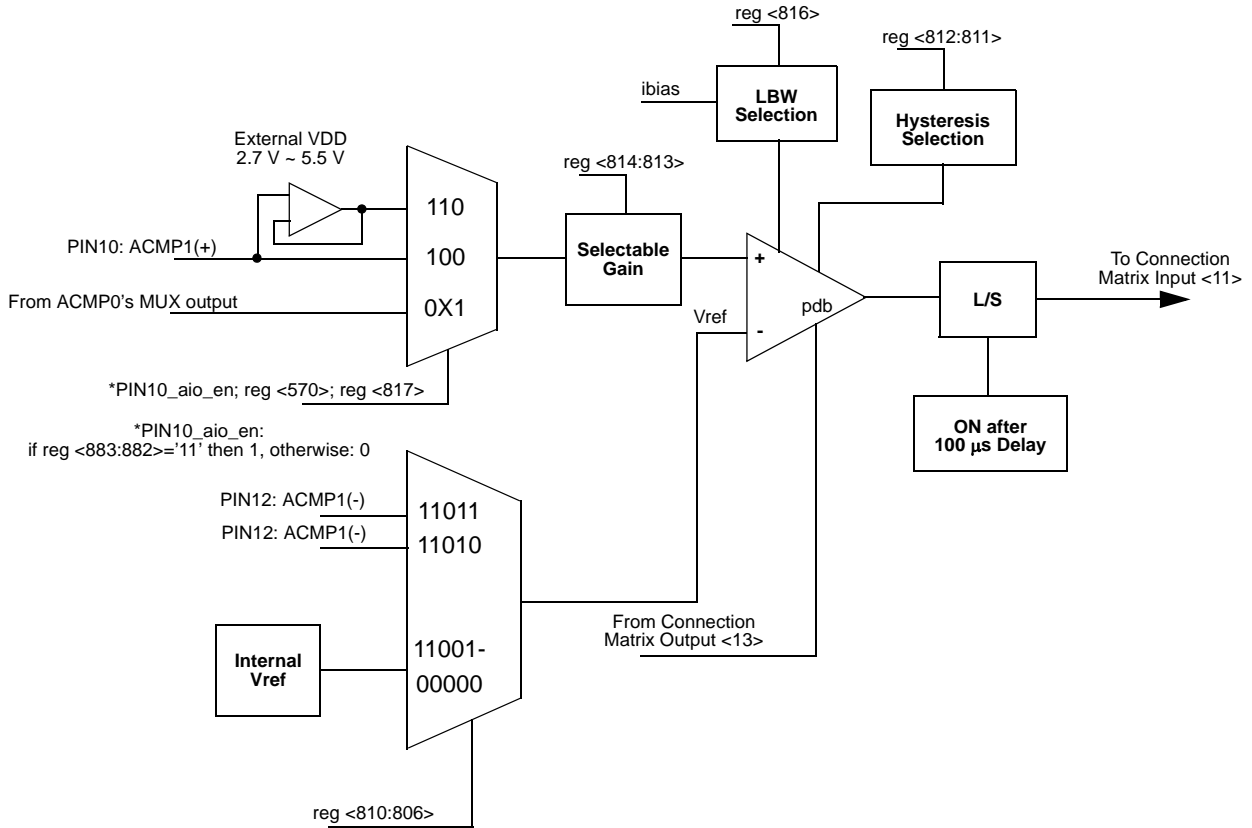 reg <816>
reg <812:811>
ibias
LBW
Selection
Hysteresis
Selection
External VDD
2.7 V ~ 5.5 V
reg <814:813>
110
PIN10: ACMP1(+)
100
Selectable
Gain
+
To Connection
Matrix Input <11>
From ACMP0's MUX output
0X1
L/S
pdb
Vref
-
*PIN10_aio_en; reg <570>; reg <817>
ON after
100 μs Delay
*PIN10_aio_en:
if reg <883:882>='11' then 1, otherwise: 0
PIN12: ACMP1(-)
11011
PIN12: ACMP1(-)
11010
From Connection
Matrix Output <13>
Internal
Vref
11001-
00000
reg <810:806>